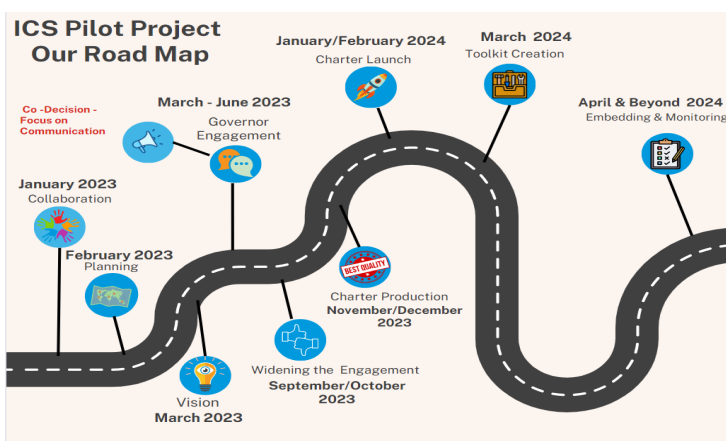 ICS Pilot Project
Our Road Map
Co -Decision -
Focus on
Communication
March - June 2023
Governor
Engagement
January 2023
Collaboration
February 2023
Planning
Vision
March 2023
Widening the Engagement
September/October
2023
BEST QUALITY
Charter Production
November/December
2023
January/February 2024
Charter Launch
March 2024
Toolkit Creation
April & Beyond 2024
Embedding & Monitoring